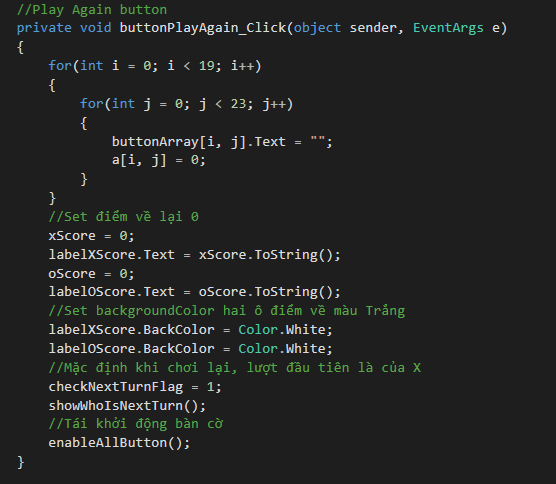 //Play Again button
private void buttonPlayAgain_Click(object sender, EventArgs e)
{
    for(int i = 0; i < 19; i++)
    {
        for(int j = 0; j < 23; j++)
        {
            buttonArray[i, j].Text = "";
            a[i, j] = 0;
        }
    }
    //Set điểm về lại 0
    xScore = 0;
    labelXScore.Text = xScore.ToString();
    oScore = 0;
    labelOScore.Text = oScore.ToString();
    //Set backgroundColor hai ô điểm về màu Trắng
    labelXScore.BackColor = Color.White;
    labelOScore.BackColor = Color.White;
    //Mặc định khi chơi lại, lượt đầu tiên là của X
    checkNextTurnFlag = 1;
    showWhoIsNextTurn();
    //Tái khởi động bàn cờ
    enableAllButton();
}